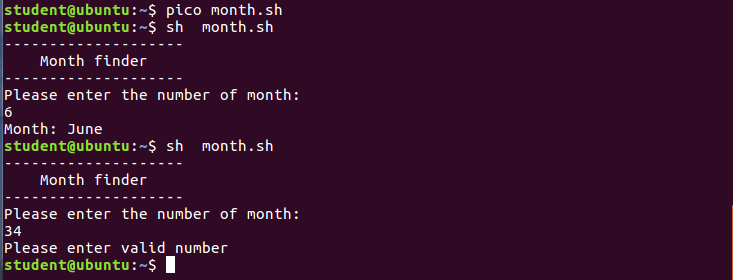 student@ubuntu:~$ pico month.sh
student@ubuntu:~$ sh  month.sh
--------------------
    Month finder
--------------------
Please enter the number of month:
6
Month: June
student@ubuntu:~$ sh  month.sh
--------------------
    Month finder
--------------------
Please enter the number of month:
34
Please enter valid number
student@ubuntu:~$